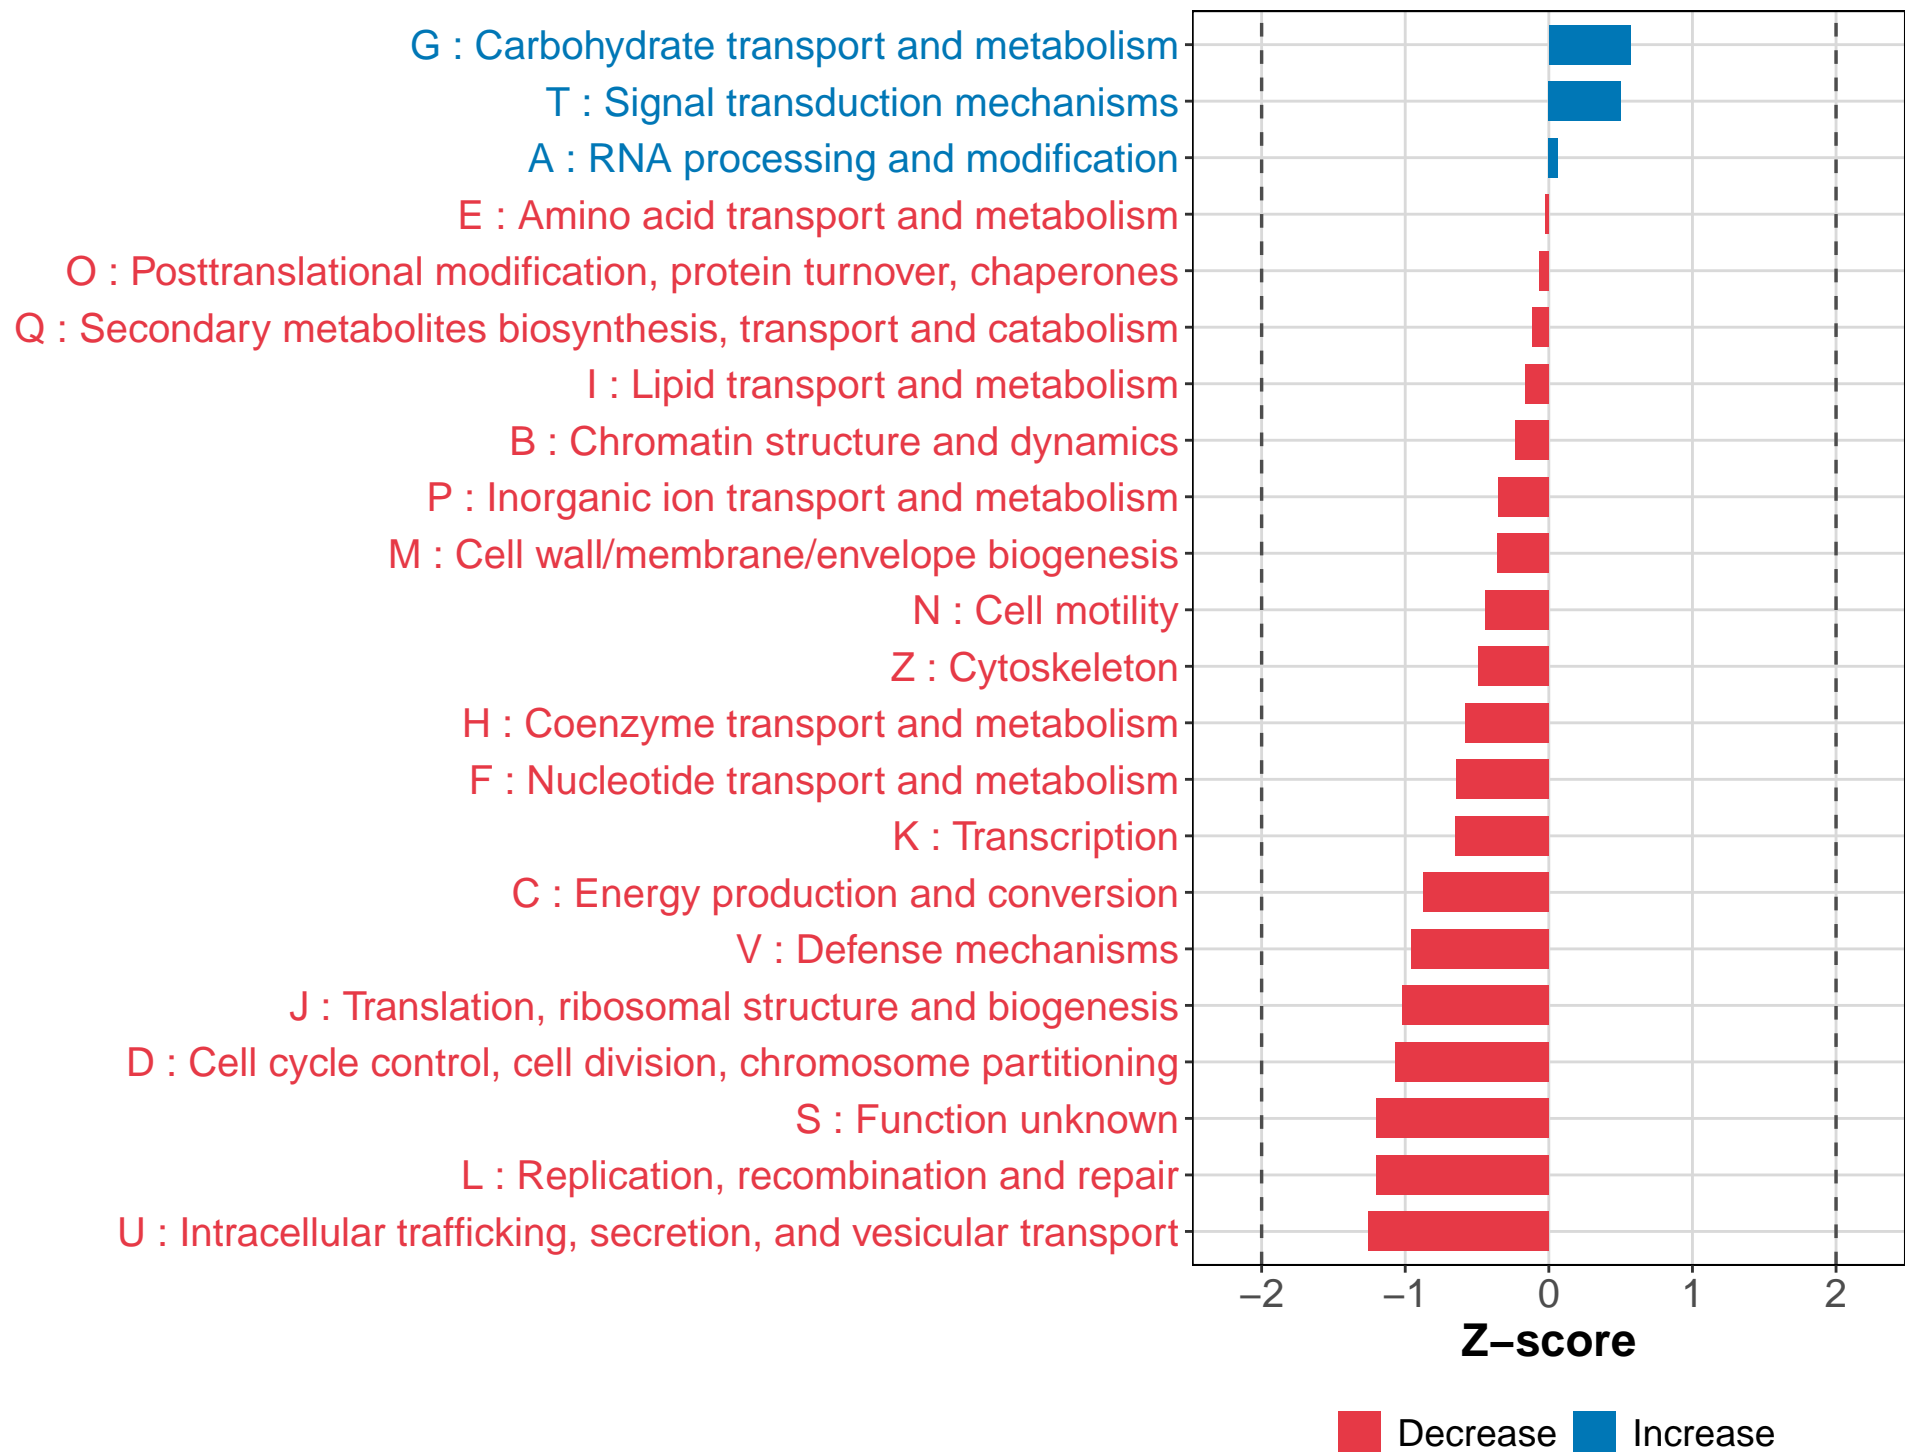 G : Carbohydrate transport and metabolism
T : Signal transduction mechanisms
A : RNA processing and modification
E : Amino acid transport and metabolism
O : Posttranslational modification, protein turnover, chaperones
Q : Secondary metabolites biosynthesis, transport and catabolism
I : Lipid transport and metabolism
B : Chromatin structure and dynamics
P : Inorganic ion transport and metabolism
M : Cell wall/membrane/envelope biogenesis
N : Cell motility
Z : Cytoskeleton
H : Coenzyme transport and metabolism
F : Nucleotide transport and metabolism
K : Transcription
C : Energy production and conversion
V : Defense mechanisms
J : Translation, ribosomal structure and biogenesis
D : Cell cycle control, cell division, chromosome partitioning
S : Function unknown
L : Replication, recombination and repair
U : Intracellular trafficking, secretion, and vesicular transport
−2 −1 0 1 2
Z−score
Decrease Increase